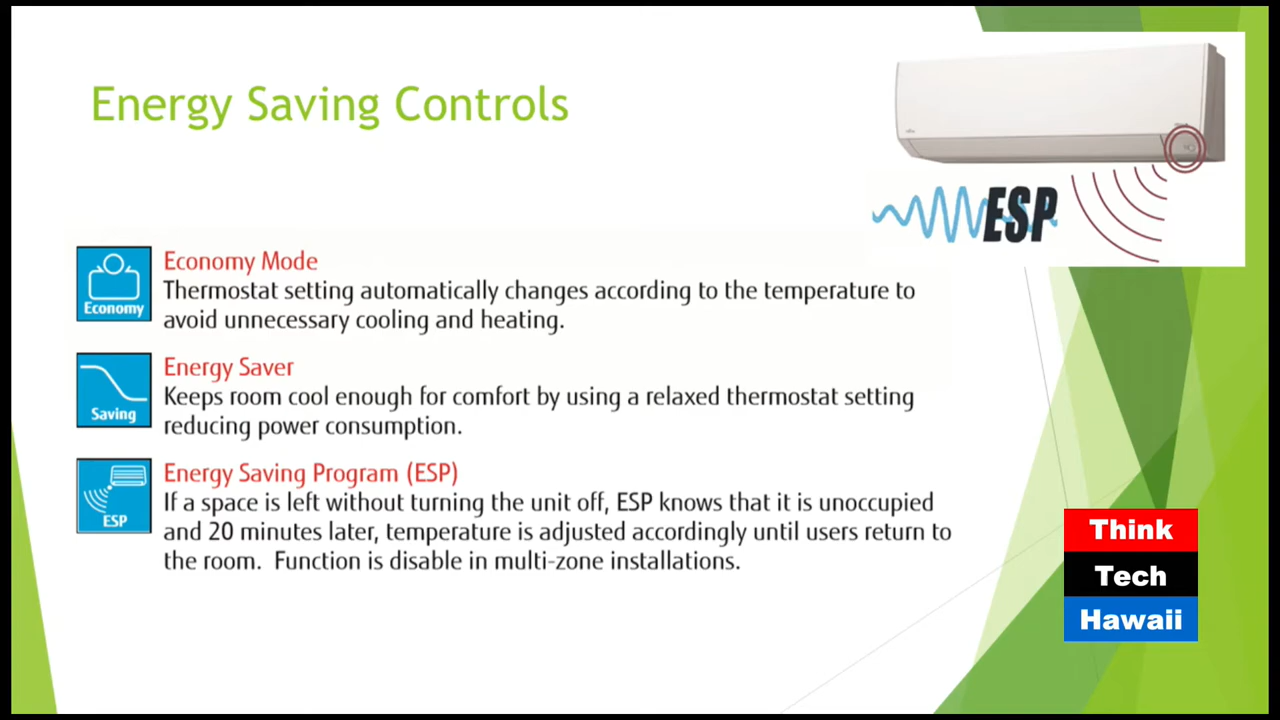 Energy Saving Controls
ESP
Economy Mode
Thermostat setting automatically changes according to the temperature to
avoid unnecessary cooling and heating.
Economy
Energy Saver
Keeps room cool enough for comfort by using a relaxed thermostat setting
reducing power consumption.
Saving
Energy Saving Program (ESP)
If a space is left without turning the unit off, ESP knows that it is unoccupied
and 20 minutes later, temperature is adjusted accordingly until users return to
the room. Function is disable in multi-zone installations.
ESP
Think
Tech
Hawaii